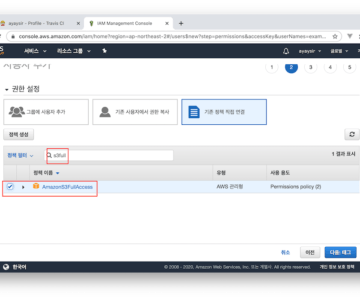 ayaysir – Profile – Travis CI
IAM Management Console
console.aws.amazon.com/iam/home?region=ap-northeast-2#/users$new?step=permissions&accessKey&userNames=exam...
서비스
리소스 그룹
ayaysir
글로벌
사용자 추가
1 2 3 4 5
권한 설정
그룹에 사용자 추가
기존 사용자에서 권한 복사
기존 정책 직접 연결
정책 생성
정책 필터
s3full
1 결과 표시
정책 이름
유형
사용 용도
AmazonS3FullAccess
AWS 관리형
Permissions policy (2)
취소
이전
다음: 태그
한국어
© 2008 - 2020, Amazon Web Services, Inc. 또는 계열사. All rights reserved.
개인 정보 보호 정책